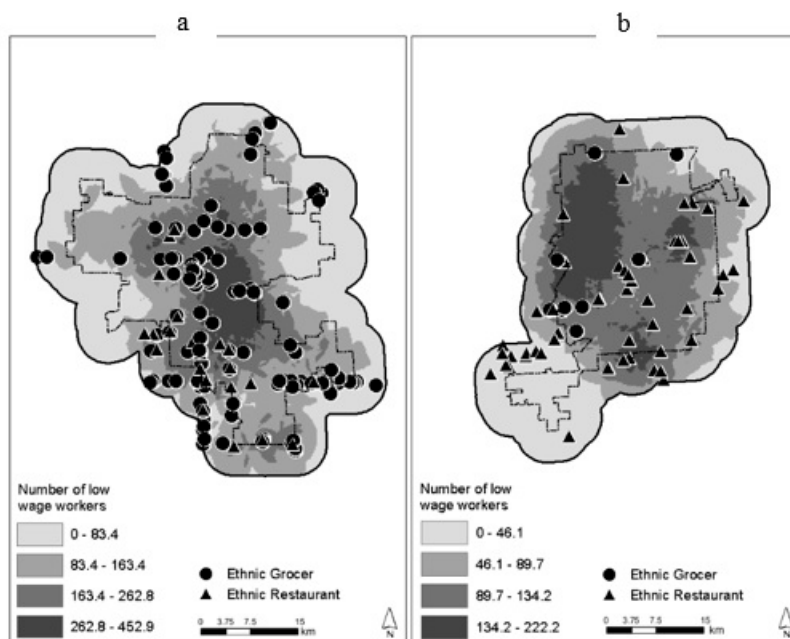 a
b
Number of low
wage workers
0 - 83.4
83.4 - 163.4
163.4 - 262.8
262.8 - 452.9
Ethnic Grocer
Ethnic Restaurant
0 3.75 7.5 15
km
N
Number of low
wage workers
0 - 46.1
46.1 - 89.7
89.7 - 134.2
134.2 - 222.2
Ethnic Grocer
Ethnic Restaurant
0 3.75 7.5 15
km
N